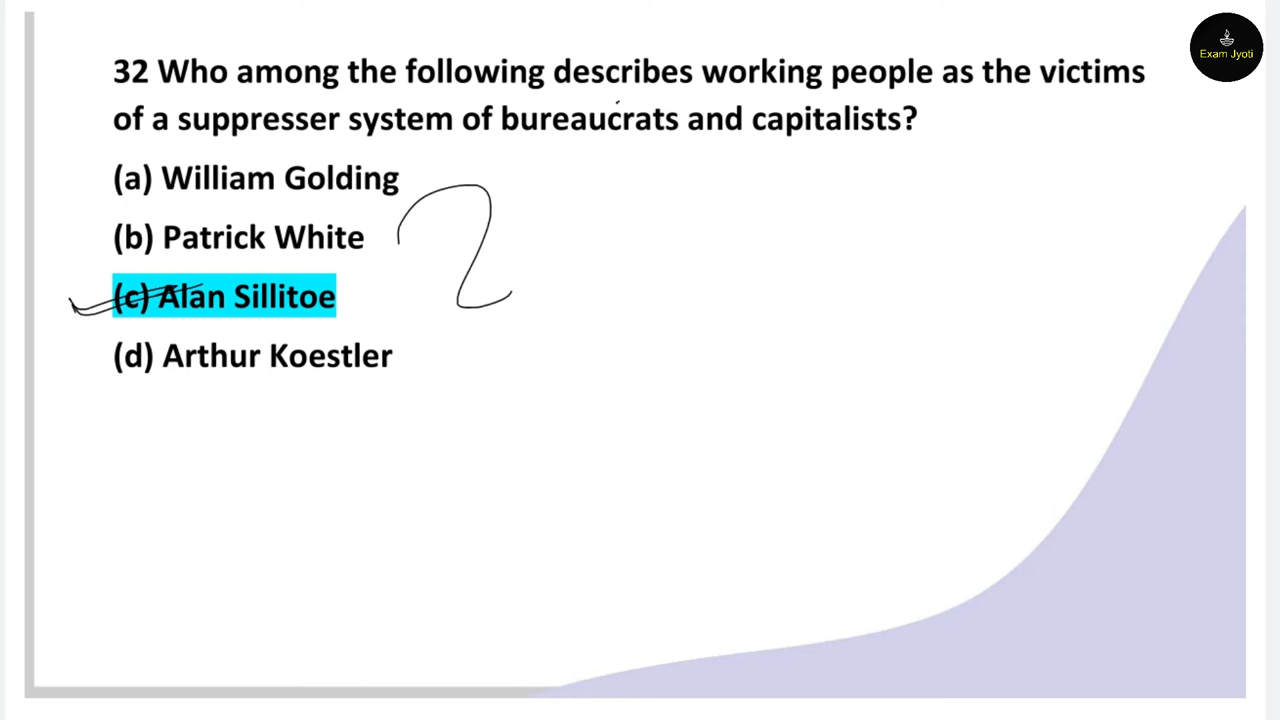 Exam Jyoti
32 Who among the following describes working people as the victims
of a suppresser system of bureaucrats and capitalists?
(a) William Golding
(b) Patrick White
(c) Alan Sillitoe
(d) Arthur Koestler